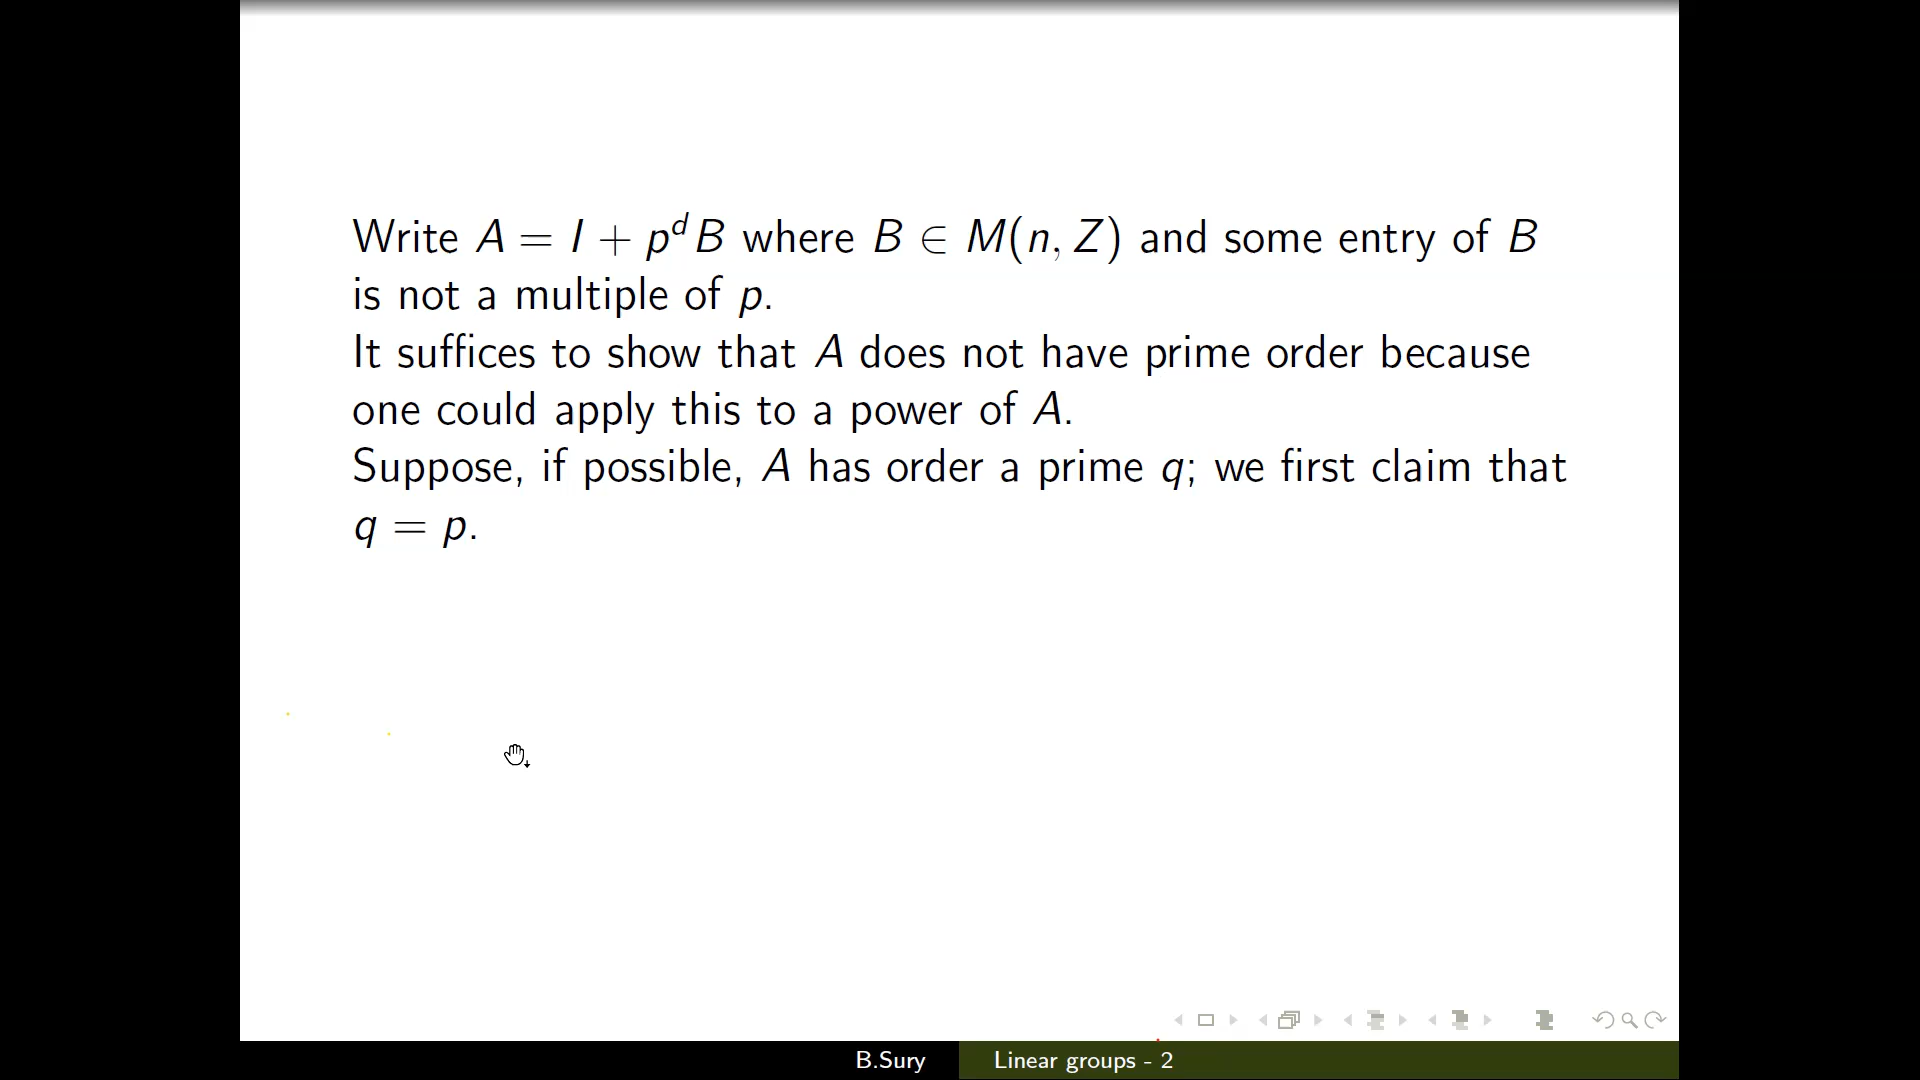 Write A = I + p^d B where B ∈ M(n, Z) and some entry of B
is not a multiple of p.
It suffices to show that A does not have prime order because
one could apply this to a power of A.
Suppose, if possible, A has order a prime q; we first claim that
q = p.
B.Sury
Linear groups - 2